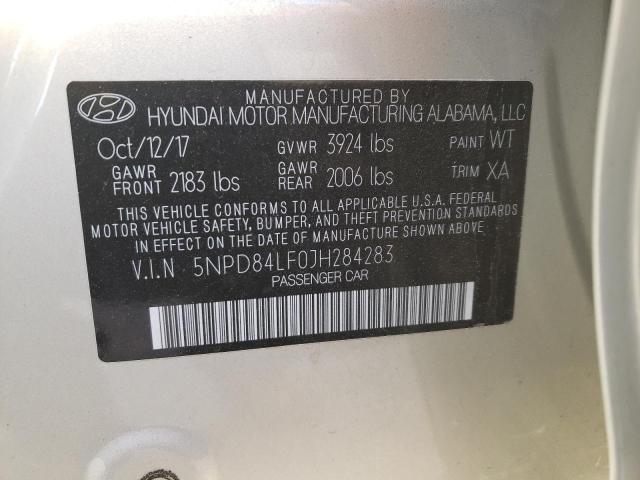 MANUFACTURED BY
HYUNDAI MOTOR MANUFACTURING ALABAMA, LLC
Oct/12/17 GVWR 3924 lbs PAINT WT
GAWR FRONT 2183 lbs GAWR REAR 2006 lbs TRIM XA
THIS VEHICLE CONFORMS TO ALL APPLICABLE U.S.A. FEDERAL
MOTOR VEHICLE SAFETY, BUMPER, AND THEFT PREVENTION STANDARDS
IN EFFECT ON THE DATE OF MANUFACTURE SHOWN ABOVE.
V.I.N 5NPD84LF0JH284283
PASSENGER CAR